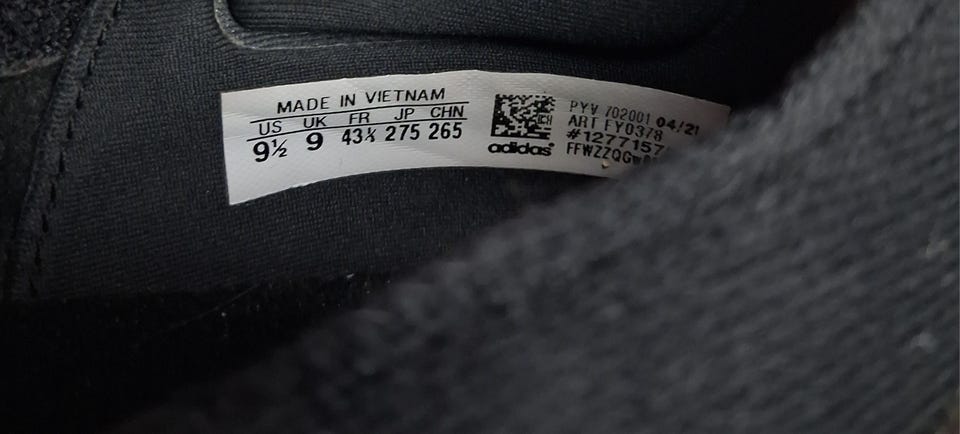 MADE IN VIETNAM
US UK FR JP CHN
9½ 9 43⅓ 275 265
adidas
PYV 702001 04/21
ART FY0378
#1277157